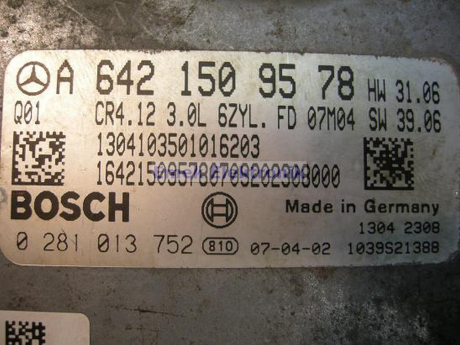 A 642 150 95 78 HW 31.06
Q01 CR4.12 3.0L 6ZYL. FD 07M04 SW 39.06
1304103501016203
BOSCH Made in Germany
1304 2308
0 281 013 752 810 07-04-02 1039S21388